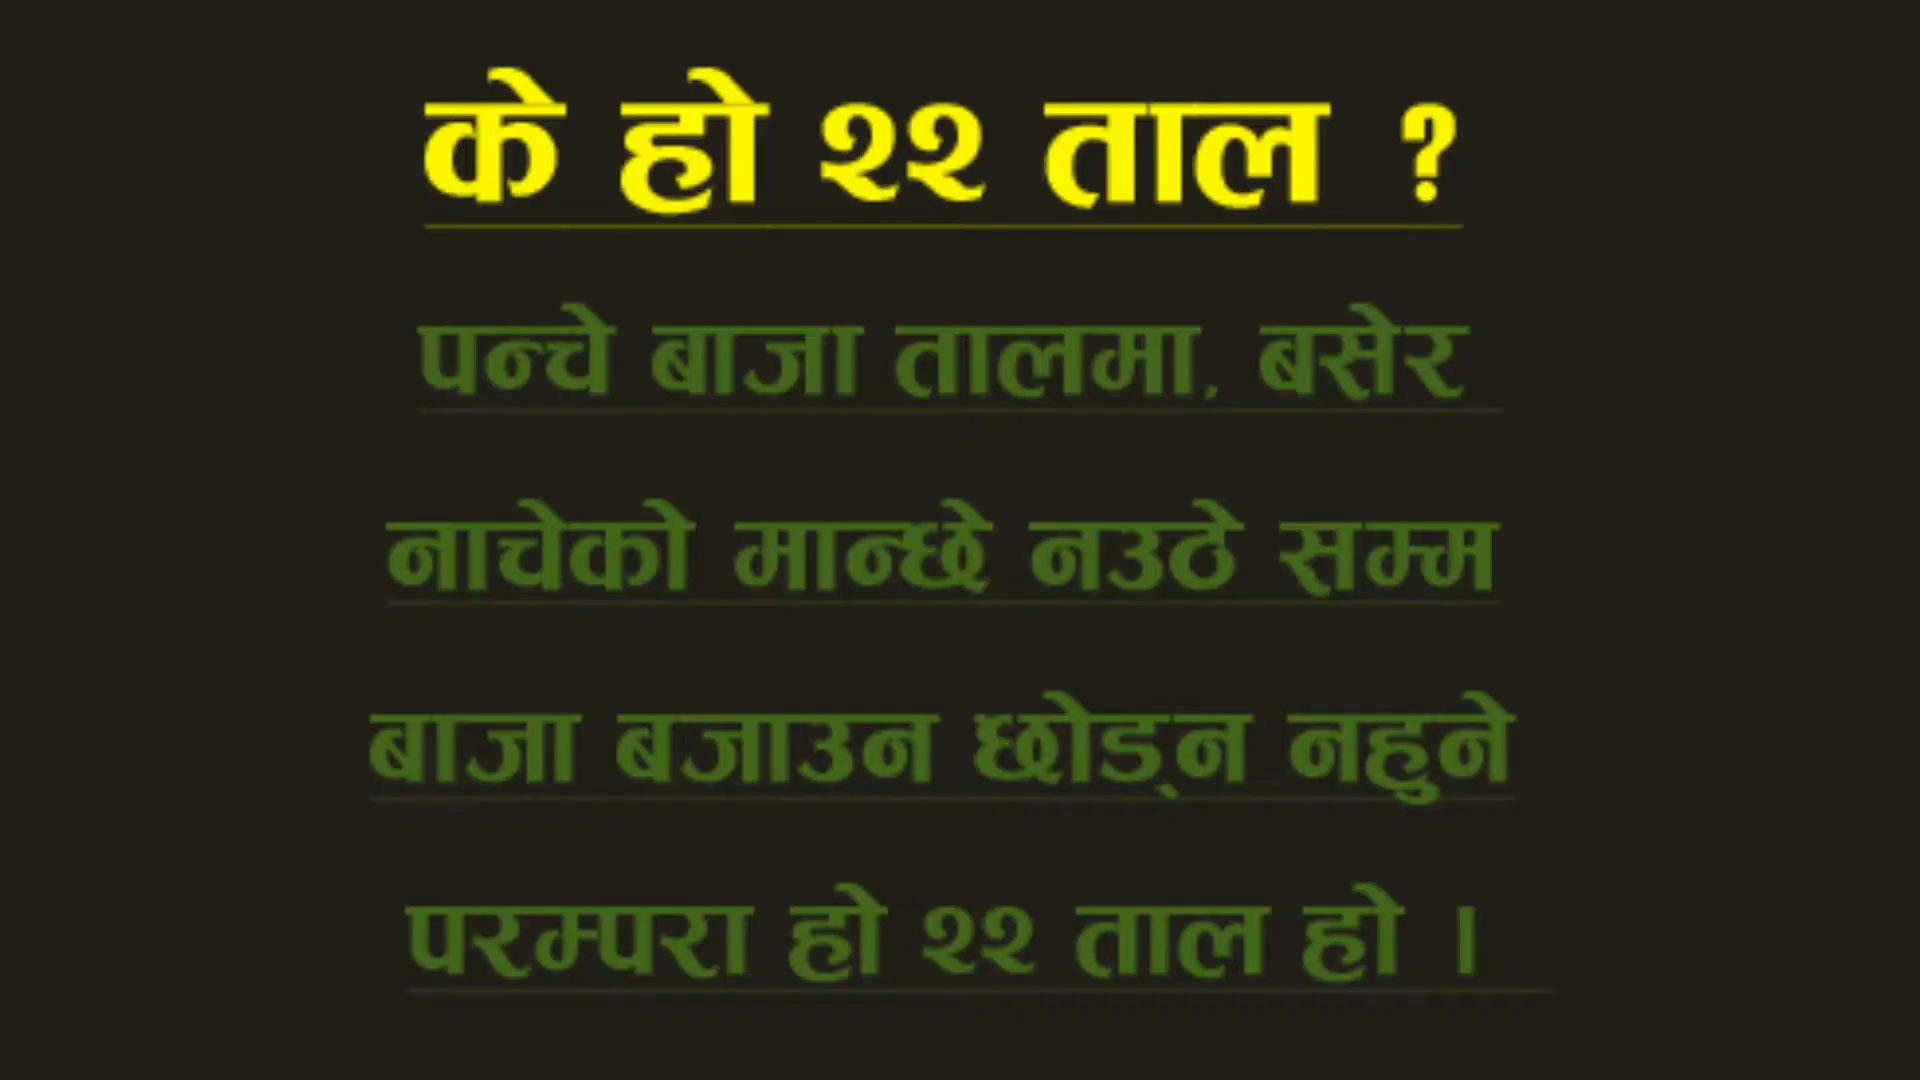 के हो २२ ताल ?
पन्चे बाजा तालमा, बसेर
नाचेको मान्छे नउठे सम्म
बाजा बजाउन छोड्न नहुने
परम्परा हो २२ ताल हो ।